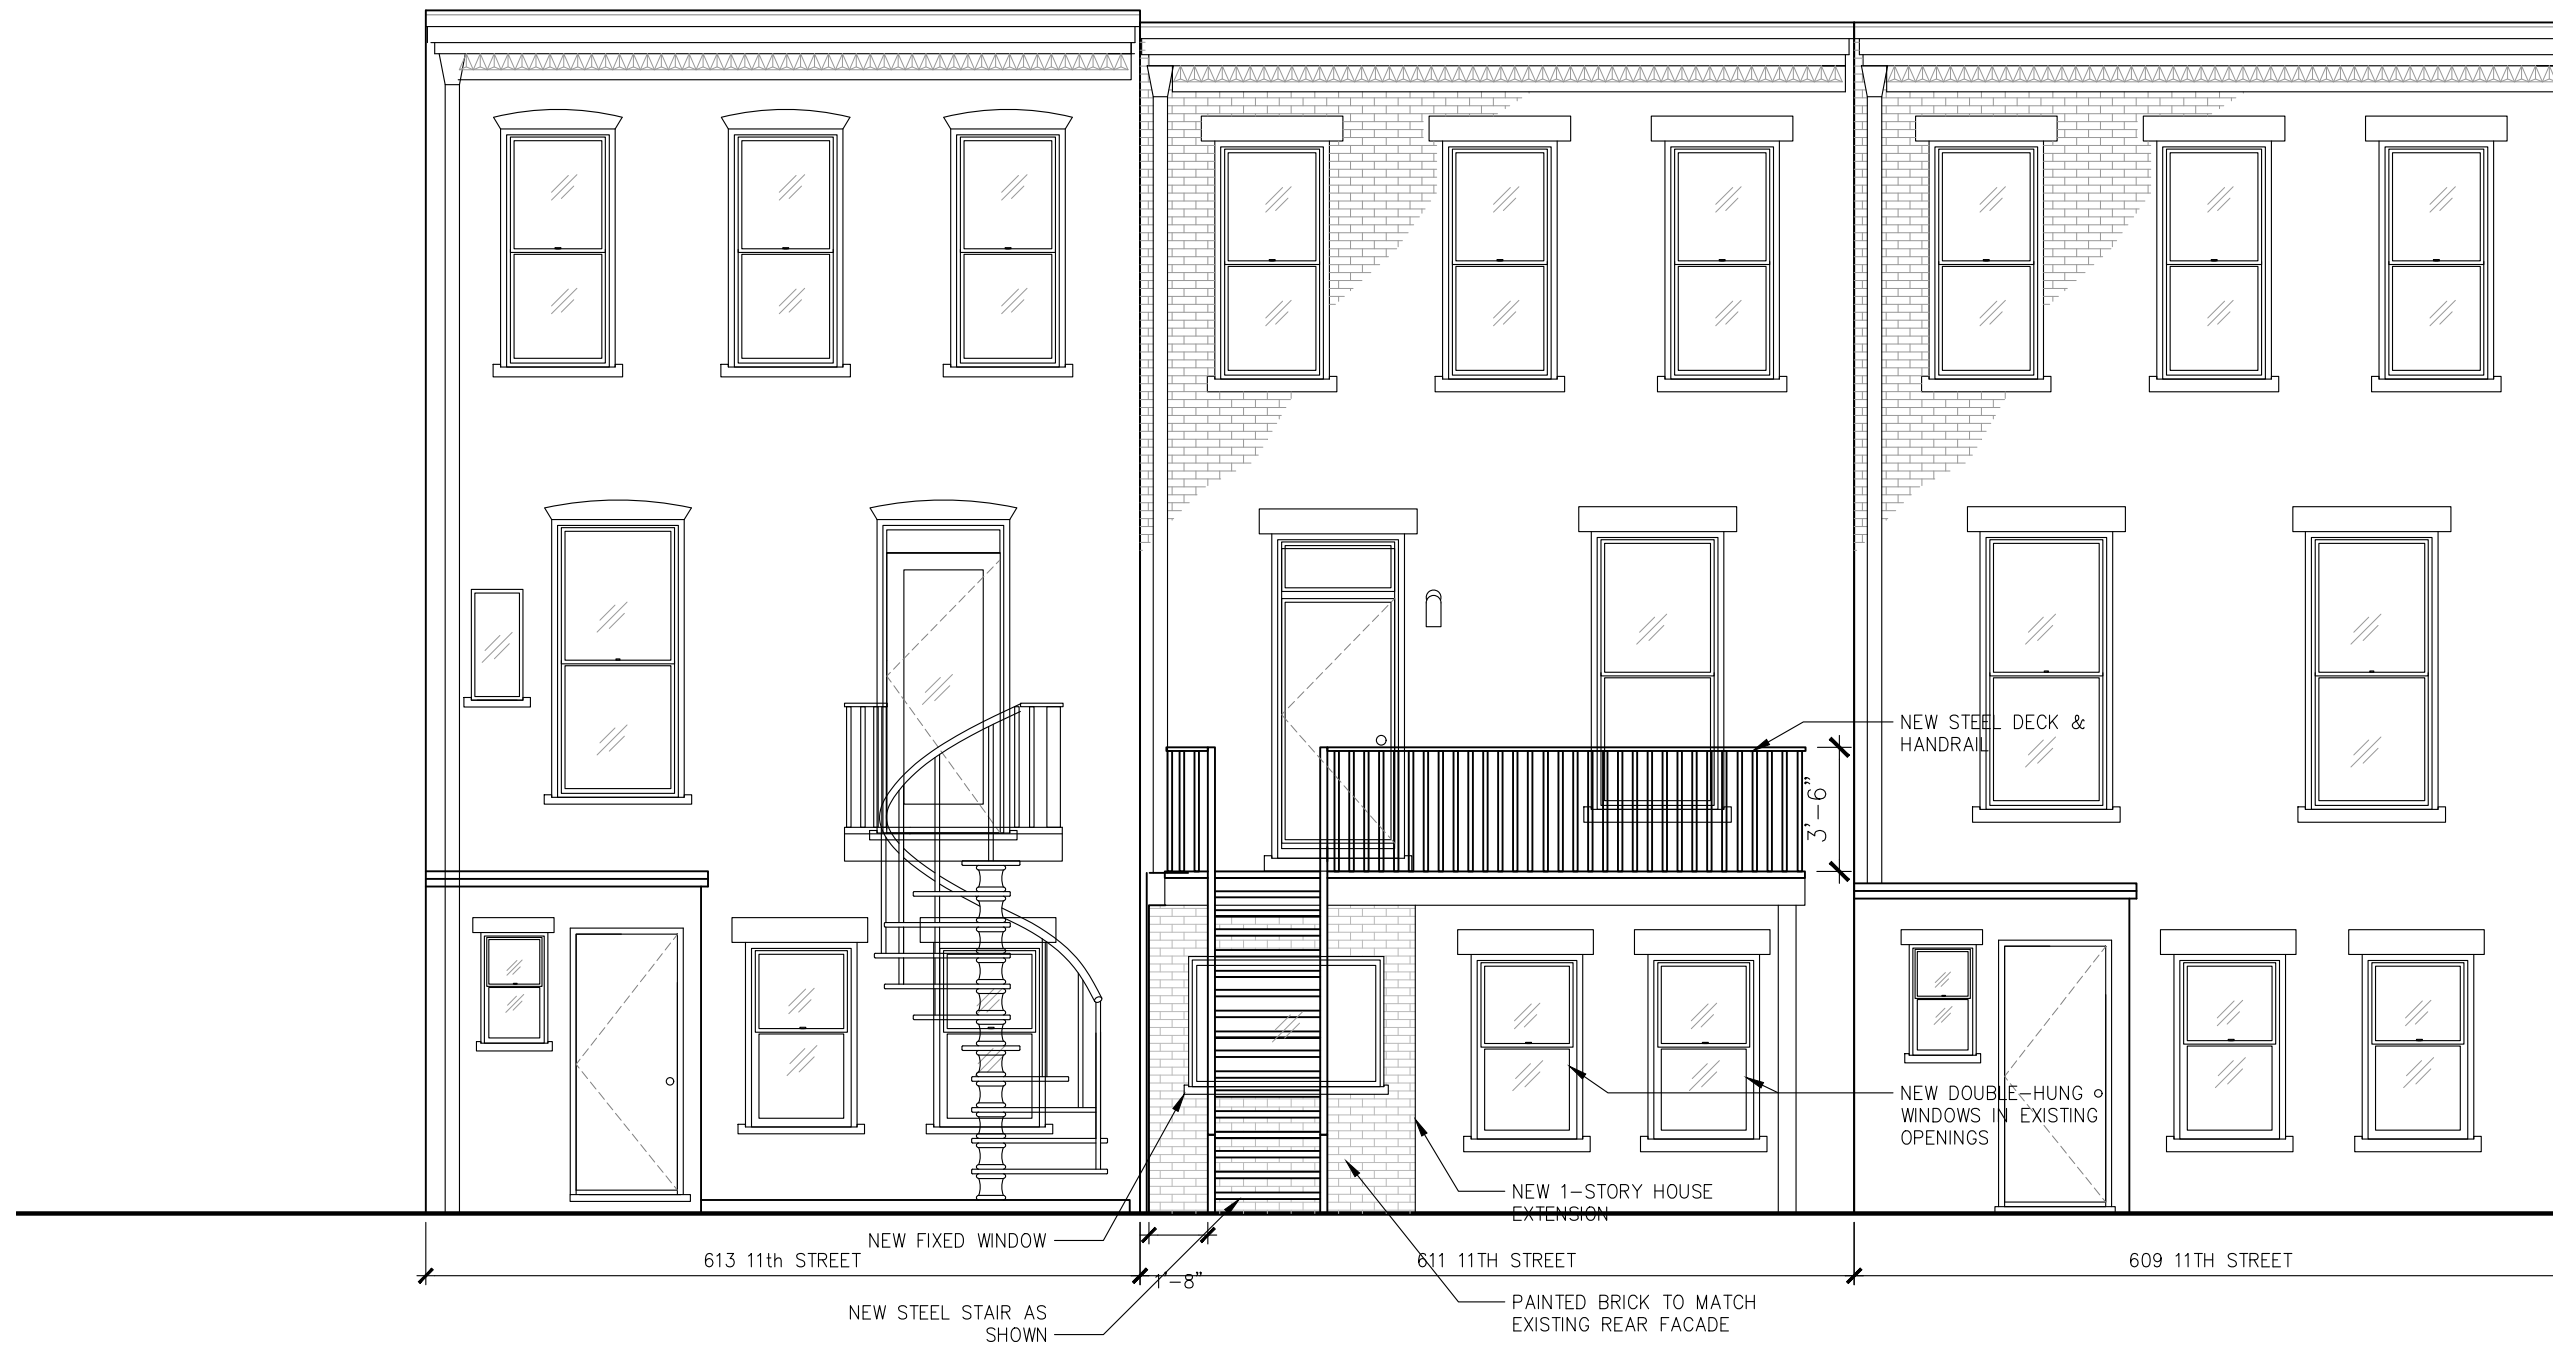 NEW STEEL DECK &
HANDRAIL
3'-6"
NEW DOUBLE-HUNG
WINDOWS IN EXISTING
OPENINGS
NEW 1-STORY HOUSE
EXTENSION
NEW FIXED WINDOW
613 11th STREET
611 11TH STREET
609 11TH STREET
1'-8"
NEW STEEL STAIR AS
SHOWN
PAINTED BRICK TO MATCH
EXISTING REAR FACADE